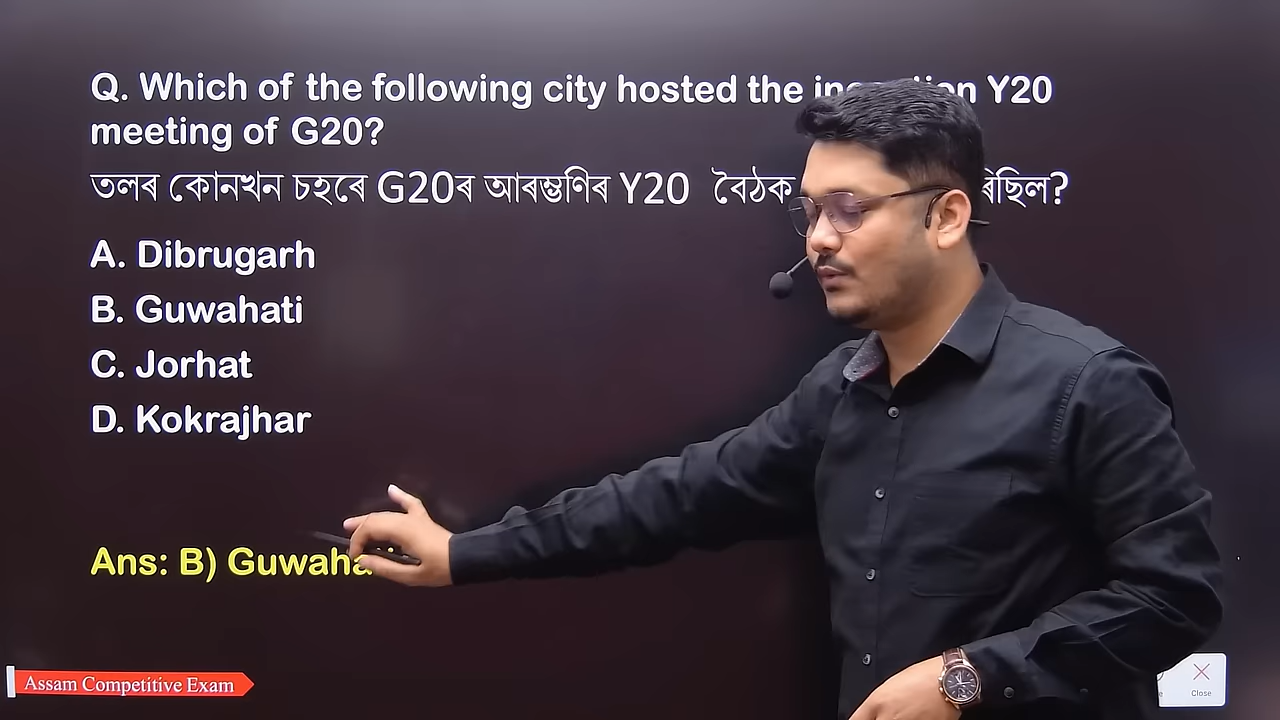 Q. Which of the following city hosted the Y20
meeting of G20?
তলৰ কোনখন চহৰে G20ৰ আৰম্ভণিৰ Y20 বৈঠক
A. Dibrugarh
B. Guwahati
C. Jorhat
D. Kokrajhar
Ans: B)
Assam Competitive Exam
Close